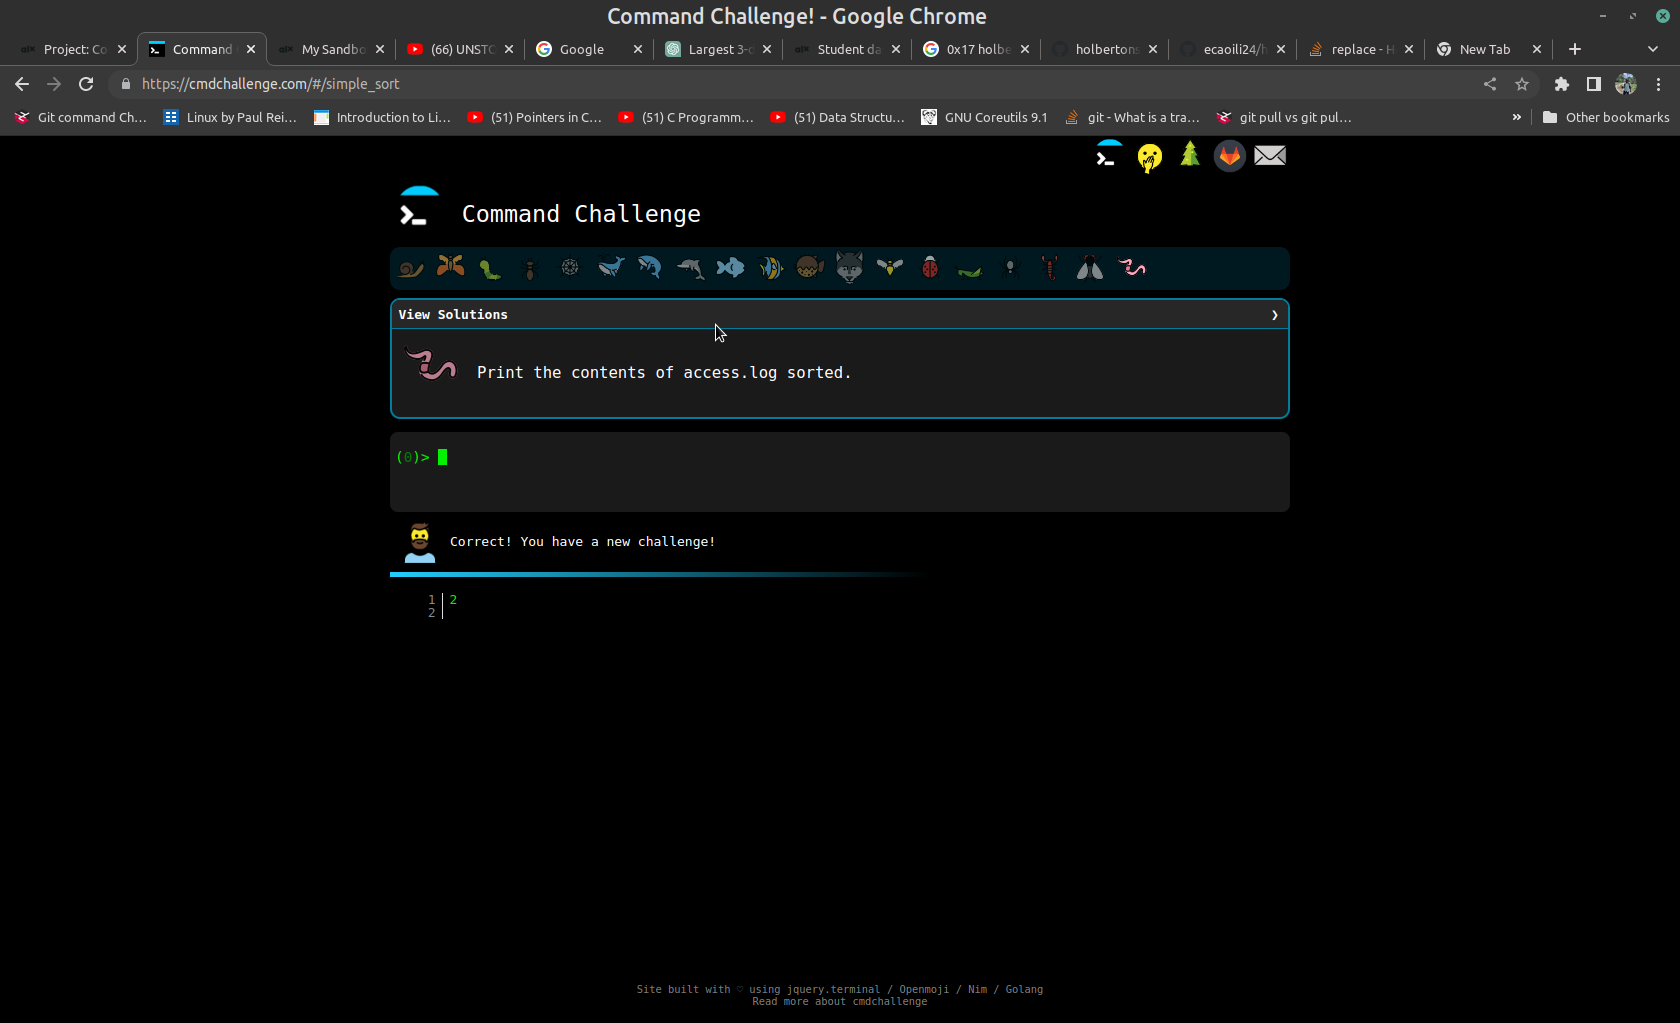 Command Challenge! - Google Chrome
Project: Co
Command
My Sandbo
(66) UNSTO
Google
Largest 3-d
Student da
0x17 holbe
holbertons
ecaoili24/h
replace - H
New Tab
https://cmdchallenge.com/#/simple_sort
Git command Ch...
Linux by Paul Rei...
Introduction to Li...
(51) Pointers in C...
(51) C Programm...
(51) Data Structu...
GNU Coreutils 9.1
git - What is a tra...
git pull vs git pul...
»
Other bookmarks
Command Challenge
View Solutions
Print the contents of access.log sorted.
(0)>
Correct! You have a new challenge!
1 2
2
Site built with ♡ using jquery.terminal / Openmoji / Nim / Golang
Read more about cmdchallenge